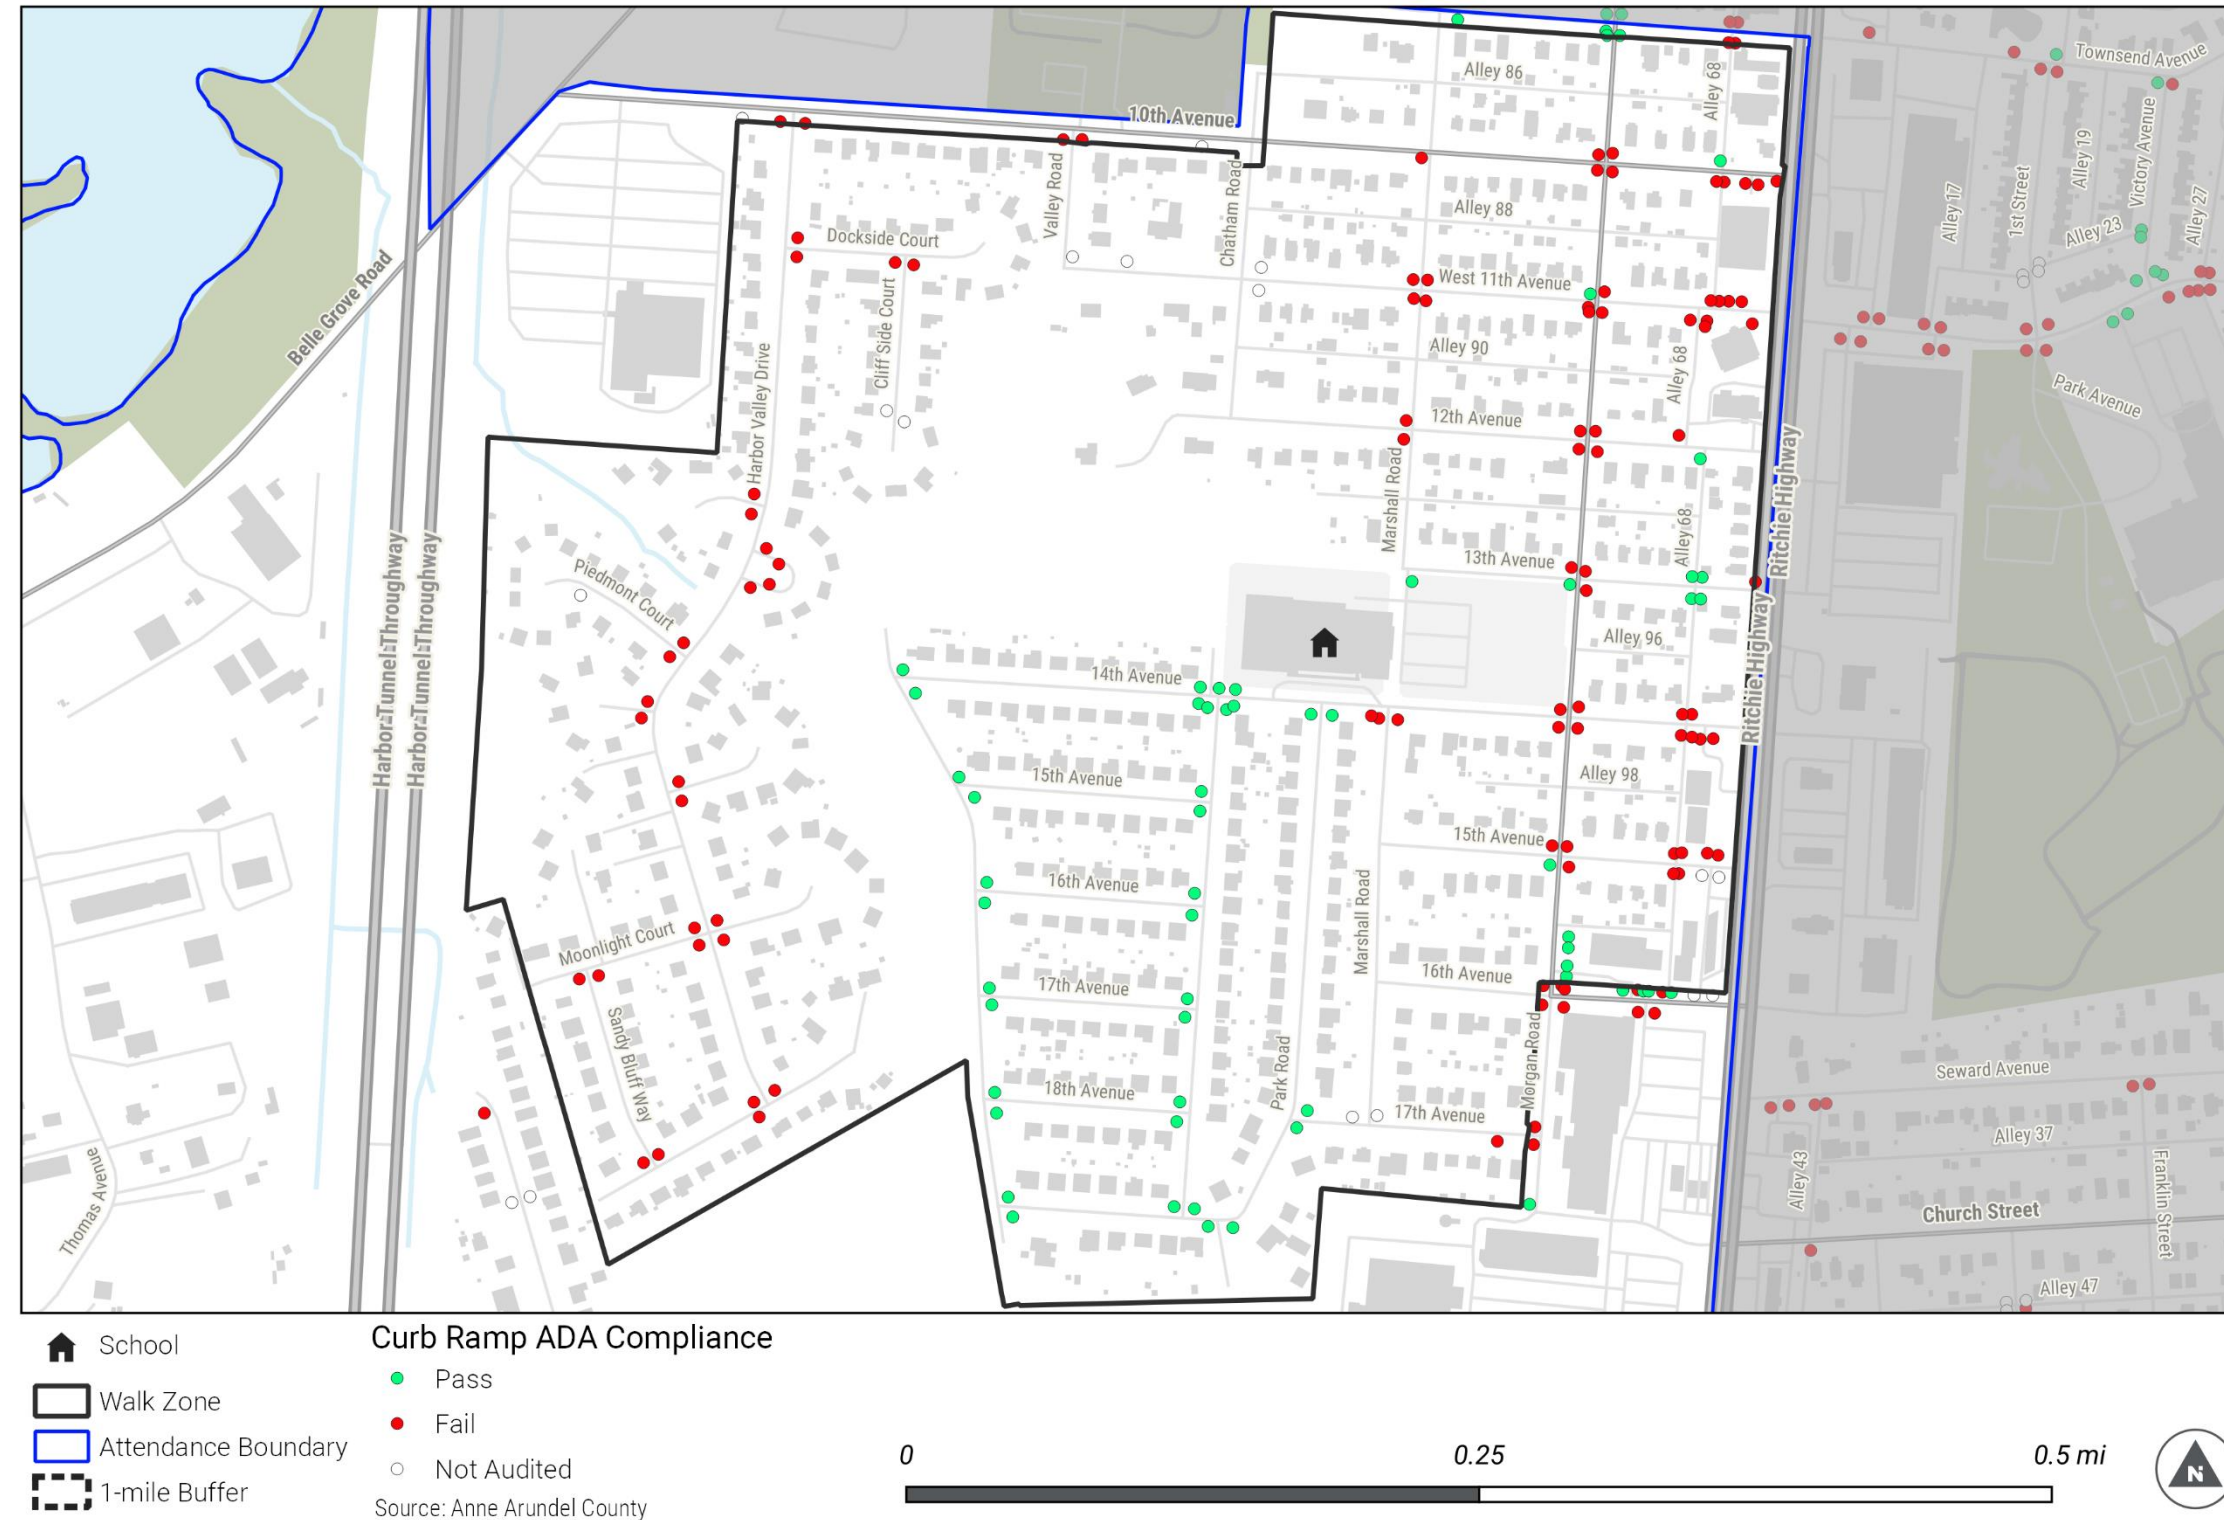 Townsend Avenue
Alley 86
Alley 68
10th Avenue
Alley 19
Victory Avenue
Alley 17
1st Street
Alley 23
Alley 27
Valley Road
Chatham Road
Alley 88
Dockside Court
West 11th Avenue
Belle Grove Road
Cliff Side Court
Harbor Valley Drive
Alley 90
Alley 68
Park Avenue
12th Avenue
Marshall Road
Ritchie Highway
Alley 68
13th Avenue
Harbor Tunnel Throughway
Harbor Tunnel Throughway
Piedmont Court
Alley 96
Ritchie Highway
14th Avenue
15th Avenue
Alley 98
15th Avenue
16th Avenue
Marshall Road
Moonlight Court
16th Avenue
17th Avenue
Sandy Bluff Way
Park Road
Morgan Road
18th Avenue
17th Avenue
Seward Avenue
Alley 37
Alley 43
Franklin Street
Thomas Avenue
Church Street
Alley 47
School
Walk Zone
Attendance Boundary
1-mile Buffer
Curb Ramp ADA Compliance
Pass
Fail
Not Audited
Source: Anne Arundel County
0 0.25 0.5 mi
N